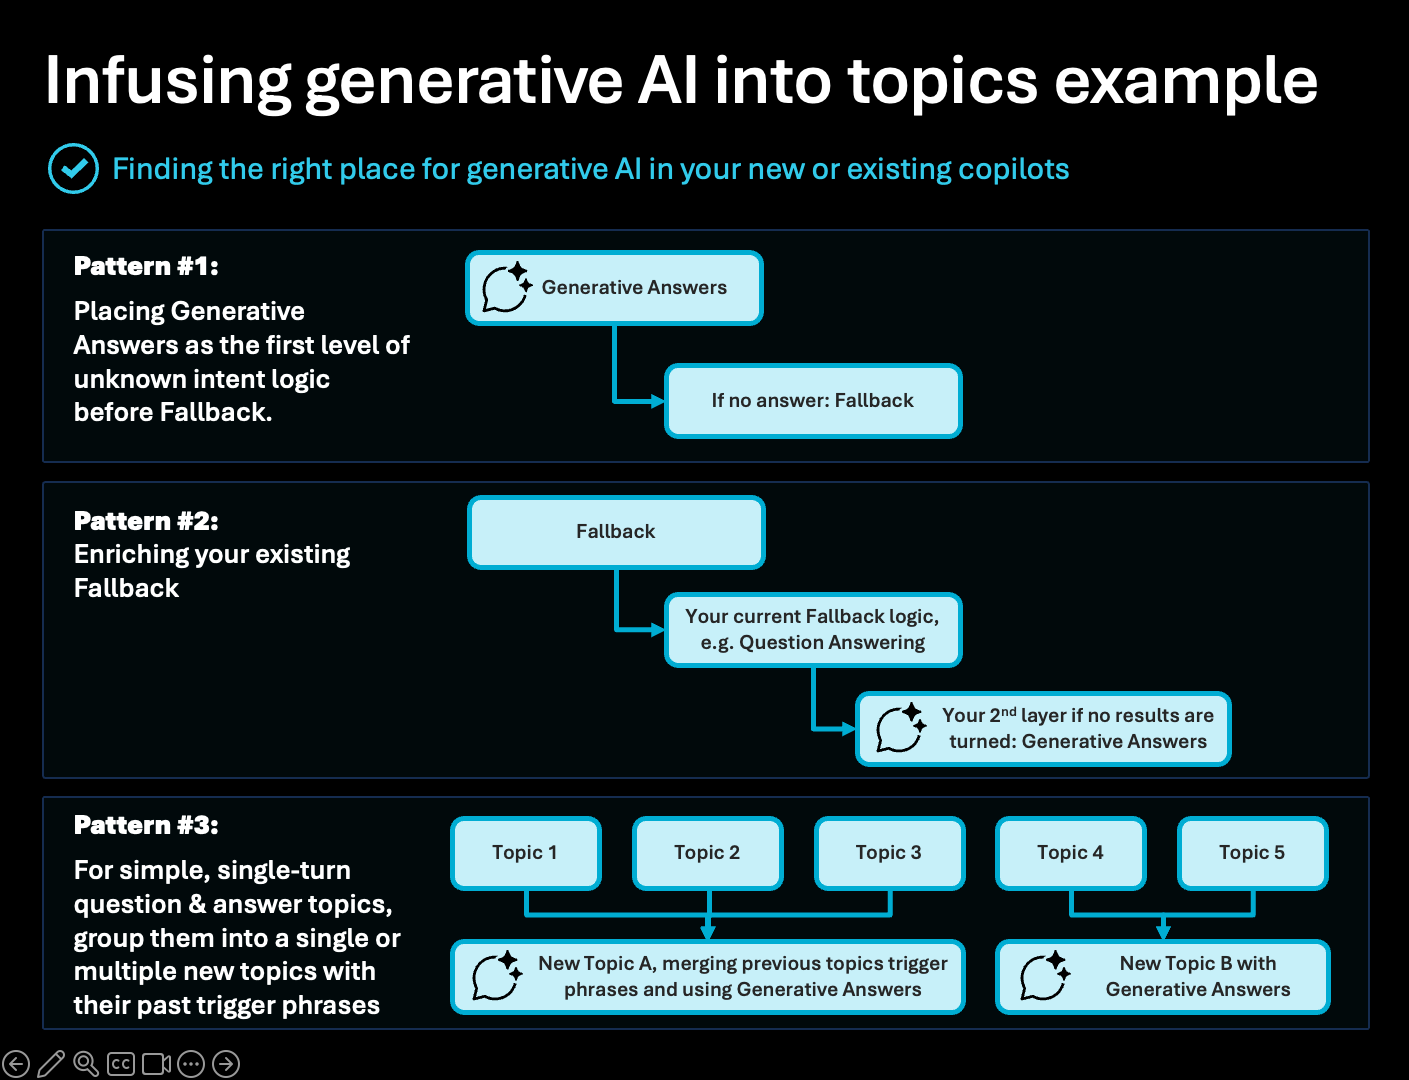 Infusing generative AI into topics example
Finding the right place for generative AI in your new or existing copilots
Pattern #1:
Placing Generative
Answers as the first level of
unknown intent logic
before Fallback.
Generative Answers
If no answer: Fallback
Pattern #2:
Enriching your existing
Fallback
Fallback
Your current Fallback logic,
e.g. Question Answering
Your 2nd layer if no results are
turned: Generative Answers
Pattern #3:
For simple, single-turn
question & answer topics,
group them into a single or
multiple new topics with
their past trigger phrases
Topic 1
Topic 2
Topic 3
Topic 4
Topic 5
New Topic A, merging previous topics trigger
phrases and using Generative Answers
New Topic B with
Generative Answers
CC